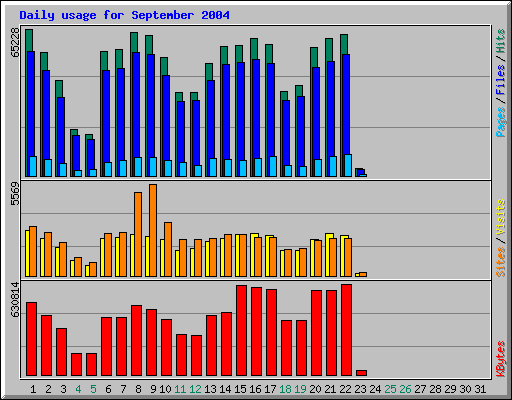 Daily usage for September 2004
65228
Pages / Files / Hits
5569
Sites / Visits
630814
KBytes
1 2 3 4 5 6 7 8 9 10 11 12 13 14 15 16 17 18 19 20 21 22 23 24 25 26 27 28 29 30 31